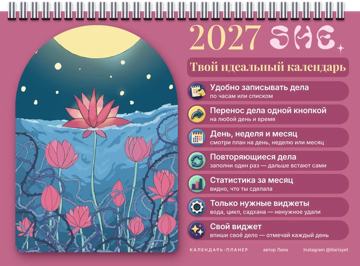 2027 SHE
Твой идеальный календарь
Удобно записывать дела
по часам или списком
Перенос дела одной кнопкой
на любой день и время
День, неделя и месяц
смотри план на день, неделю или месяц
Повторяющиеся дела
заполни один раз — дальше встают сами
Статистика за месяц
видно, что ты сделала
Только нужные виджеты
вода, цикл, садхана — ненужное удали
Свой виджет
впиши своё дело — отмечай каждый день
КАЛЕНДАРЬ-ПЛАНЕР